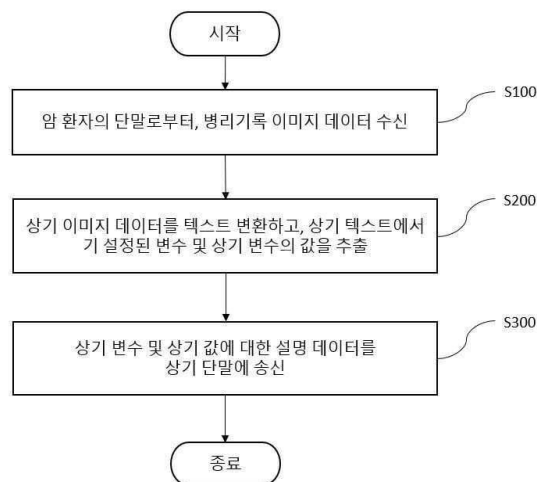 시작
S100
암 환자의 단말로부터, 병리기록 이미지 데이터 수신
S200
상기 이미지 데이터를 텍스트 변환하고, 상기 텍스트에서
기 설정된 변수 및 상기 변수의 값을 추출
S300
상기 변수 및 상기 값에 대한 설명 데이터를
상기 단말에 송신
종료